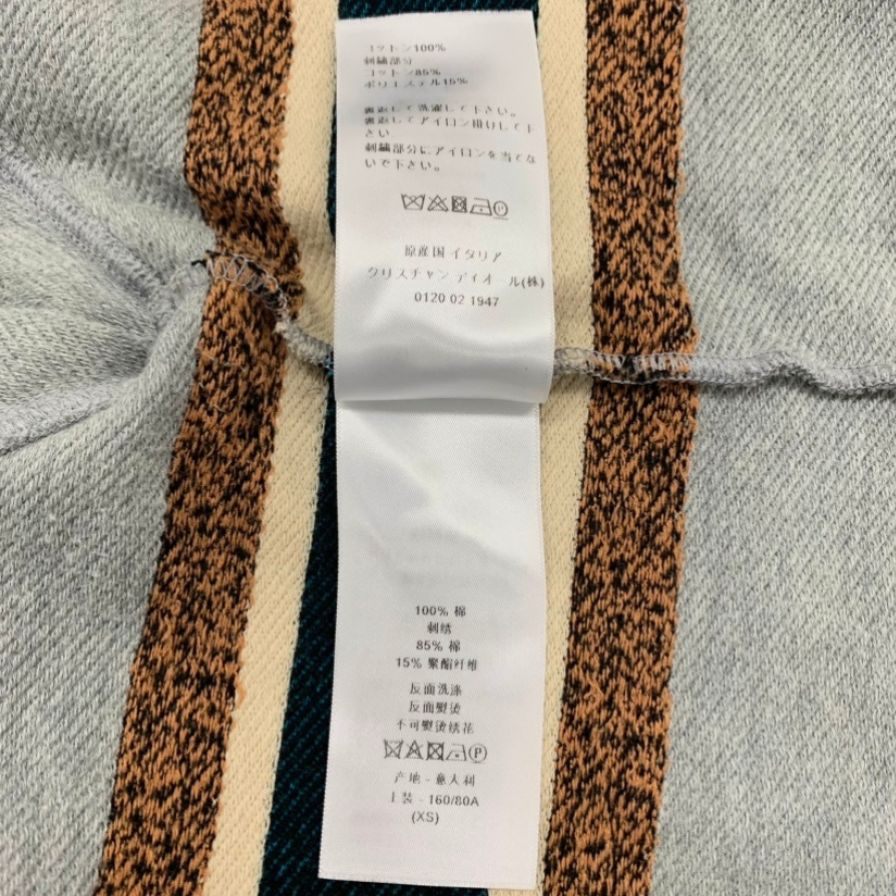 コットン100%
刺繍部分
コットン85%
ポリエステル15%
裏返して洗濯して下さい。
裏返してアイロン掛けして下
さい。
刺繍部分にアイロンを当てな
いで下さい。
原産国イタリア
クリスチャン ディオール(株)
0120 02 1947
100% 棉
刺绣
85% 棉
15% 聚酯纤维
反面洗涤
反面熨烫
不可熨烫绣花
P
产地 - 意大利
上装 - 160/80A
(XS)